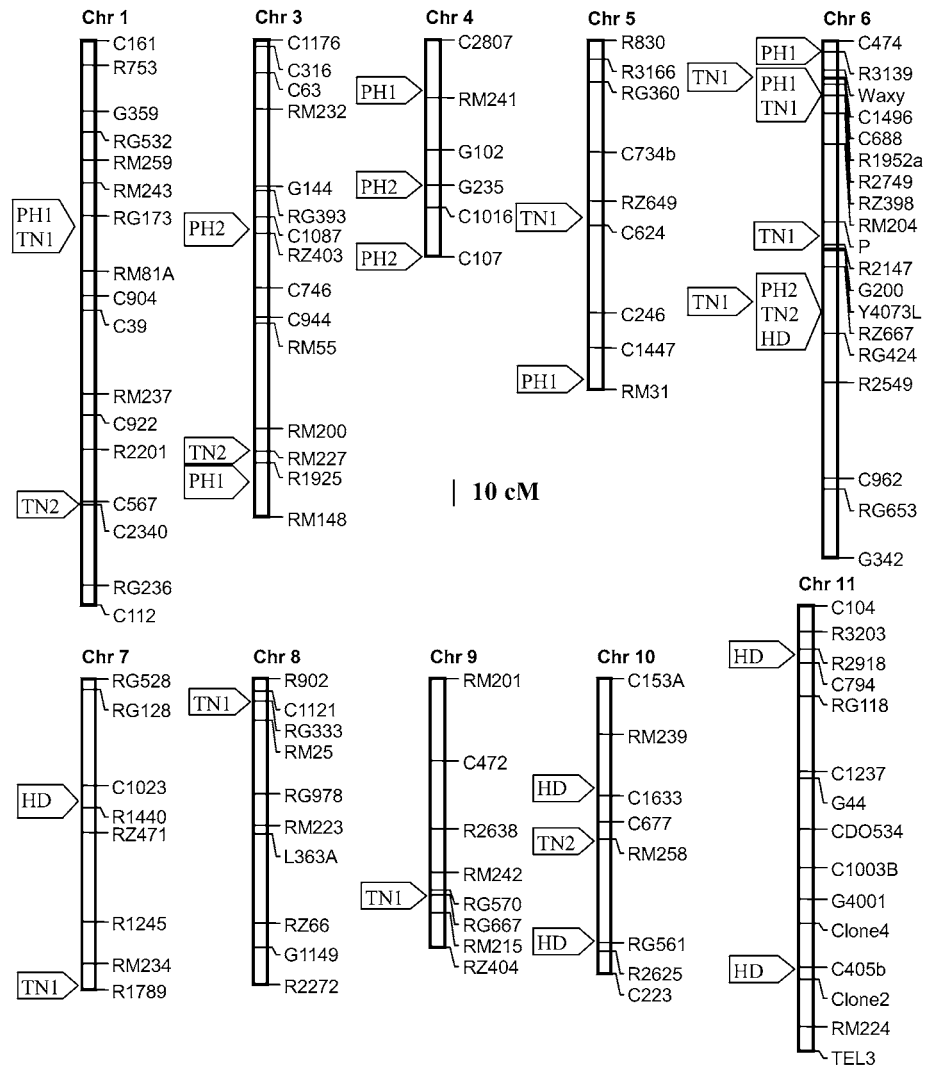 Chr 1
C161
R753
G359
RG532
RM259
RM243
PH1
TN1
RG173
RM81A
C904
C39
RM237
C922
R2201
TN2
C567
C2340
RG236
C112
Chr 3
C1176
C316
C63
RM232
G144
RG393
PH2
C1087
RZ403
C746
C944
RM55
RM200
TN2
RM227
PH1
R1925
RM148
Chr 4
C2807
PH1
RM241
G102
PH2
G235
C1016
PH2
C107
Chr 5
R830
R3166
RG360
C734b
RZ649
TN1
C624
C246
C1447
PH1
RM31
10 cM
Chr 6
PH1
TN1
PH1
TN1
C474
R3139
Waxy
C1496
C688
R1952a
R2749
RZ398
RM204
P
TN1
R2147
G200
TN1
PH2
TN2
HD
Y4073L
RZ667
RG424
R2549
C962
RG653
G342
Chr 7
RG528
RG128
HD
C1023
R1440
RZ471
R1245
RM234
TN1
R1789
Chr 8
R902
TN1
C1121
RG333
RM25
RG978
RM223
L363A
RZ66
G1149
R2272
Chr 9
RM201
C472
R2638
RM242
TN1
RG570
RG667
RM215
RZ404
Chr 10
C153A
RM239
HD
C1633
C677
TN2
RM258
HD
RG561
R2625
C223
Chr 11
C104
R3203
HD
R2918
C794
RG118
C1237
G44
CDO534
C1003B
G4001
Clone4
HD
C405b
Clone2
RM224
TEL3